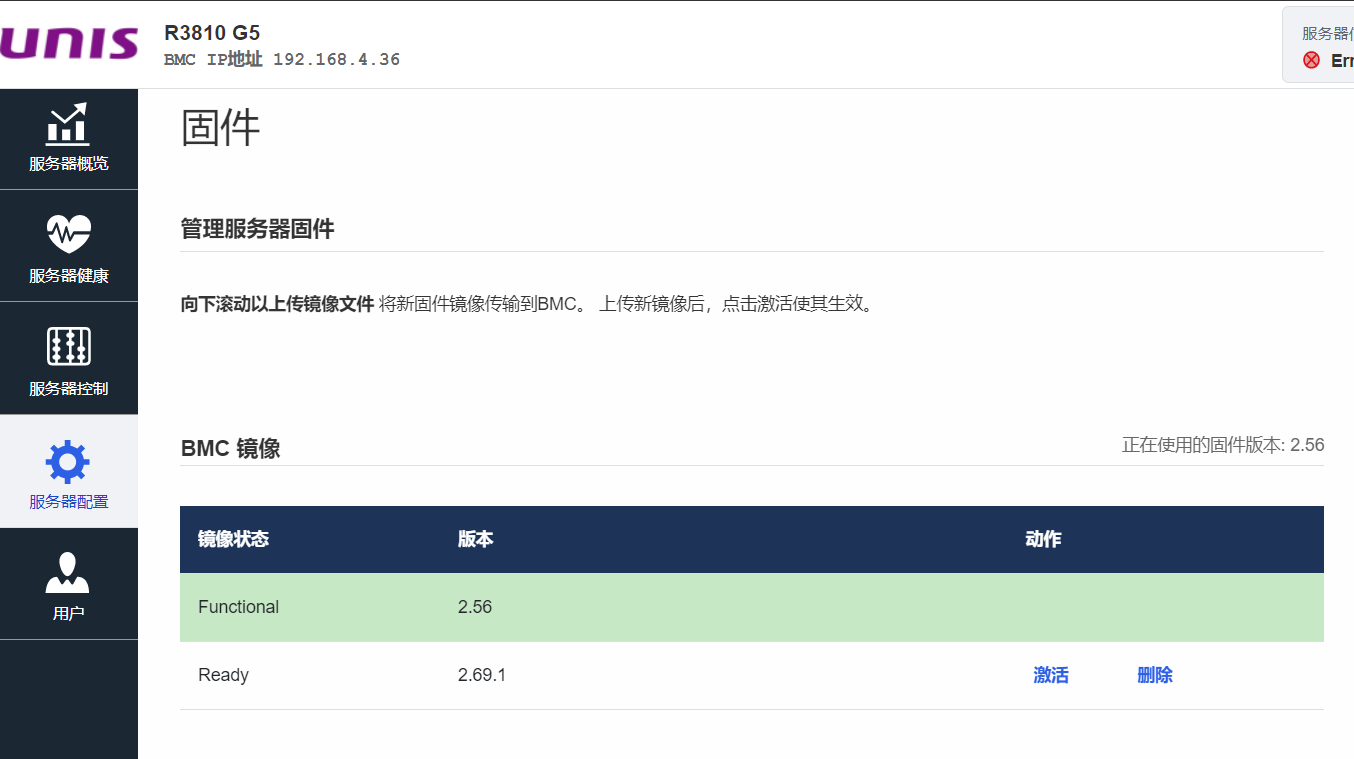 UNIS
R3810 G5
BMC IP地址 192.168.4.36
服务器
Err
服务器概览
服务器健康
服务器控制
服务器配置
用户
固件
管理服务器固件
向下滚动以上传镜像文件 将新固件镜像传输到BMC。 上传新镜像后，点击激活使其生效。
BMC 镜像
正在使用的固件版本: 2.56
镜像状态 版本 动作
Functional 2.56
Ready 2.69.1 激活 删除